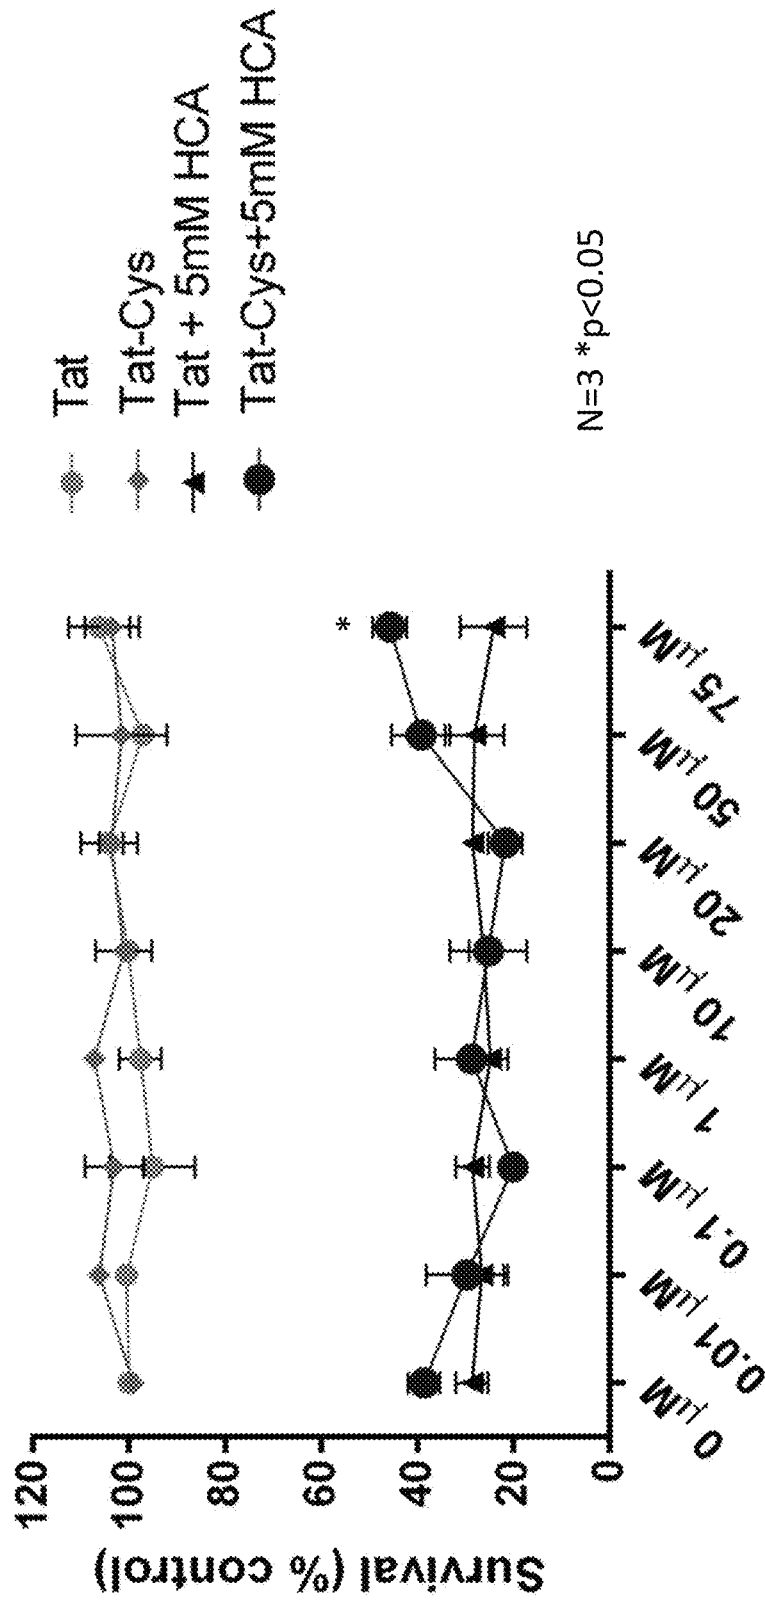 Survival (% control)
120
100
80
60
40
20
0
0 µM
0.01 µM
0.1 µM
1 µM
10 µM
20 µM
50 µM
75 µM
*
Tat
Tat-Cys
Tat + 5mM HCA
Tat-Cys+5mM HCA
N=3 *p<0.05